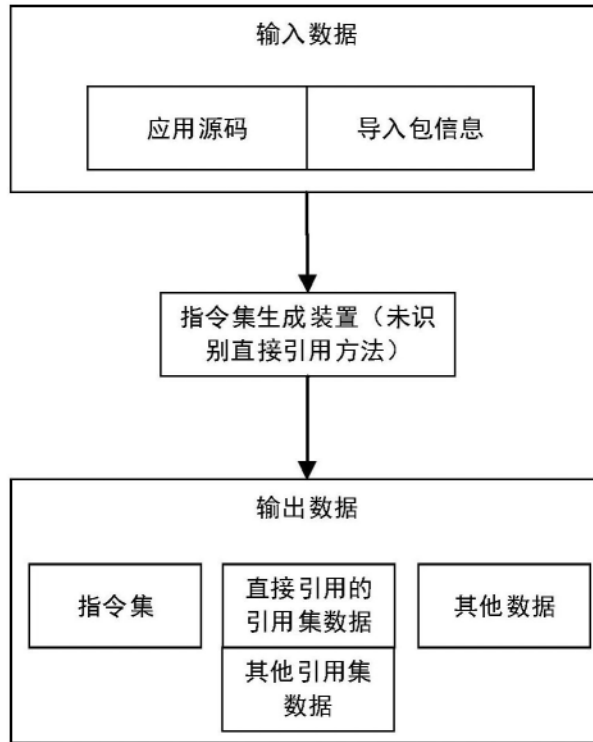 输入数据
应用源码
导入包信息
指令集生成装置（未识
别直接引用方法）
输出数据
指令集
直接引用的
引用集数据
其他数据
其他引用集
数据